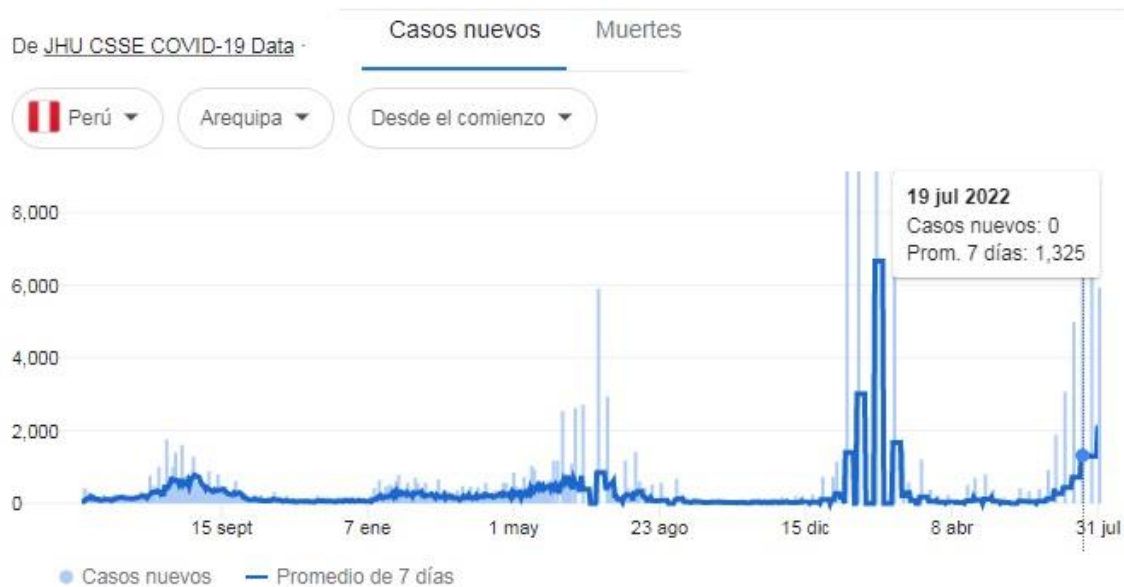 Casos nuevos Muertes
De JHU CSSE COVID-19 Data ·
Perú Arequipa Desde el comienzo
8,000
6,000
4,000
2,000
0
19 jul 2022
Casos nuevos: 0
Prom. 7 días: 1,325
15 sept 7 ene 1 may 23 ago 15 dic 8 abr 31 jul
Casos nuevos Promedio de 7 días